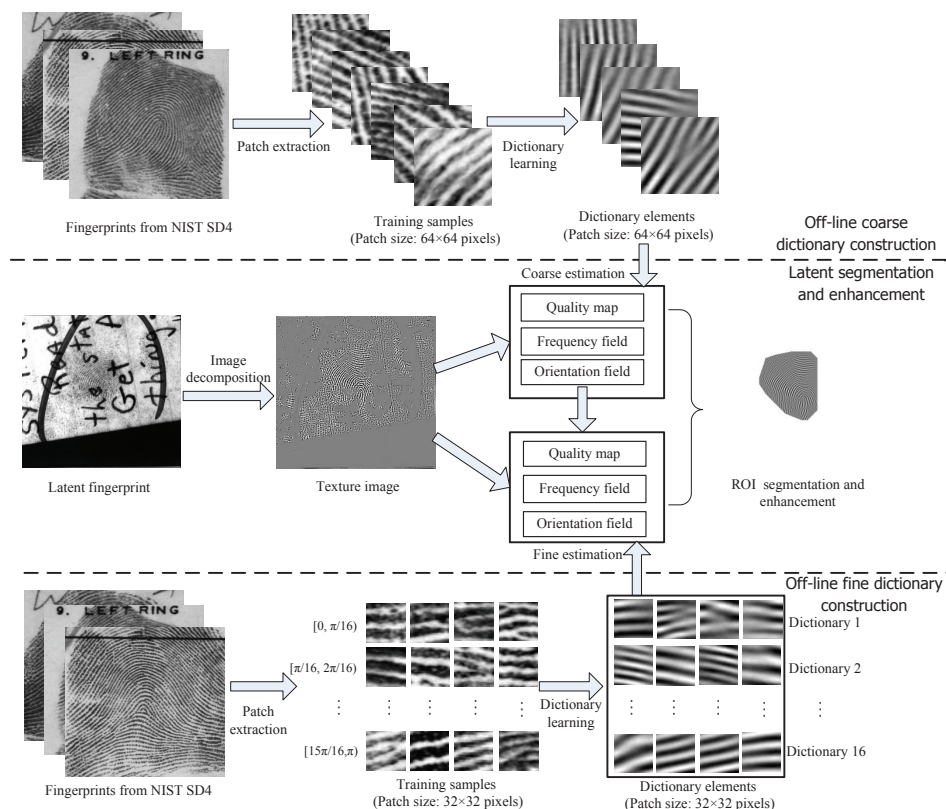 9. LEFT RING
Patch extraction
Dictionary
learning
Fingerprints from NIST SD4
Training samples
(Patch size: 64×64 pixels)
Dictionary elements
(Patch size: 64×64 pixels)
Off-line coarse
dictionary construction
Latent segmentation
and enhancement
Coarse estimation
Quality map
Frequency field
Orientation field
Image
decomposition
Road
the sta
Get
thing
Latent fingerprint
Texture image
Quality map
Frequency field
Orientation field
Fine estimation
ROI segmentation and
enhancement
Off-line fine dictionary
construction
9. LEFT RING
[0, π/16)
[π/16, 2π/16)
[15π/16,π)
Patch
extraction
Dictionary
learning
Dictionary 1
Dictionary 2
Dictionary 16
Fingerprints from NIST SD4
Training samples
(Patch size: 32×32 pixels)
Dictionary elements
(Patch size: 32×32 pixels)